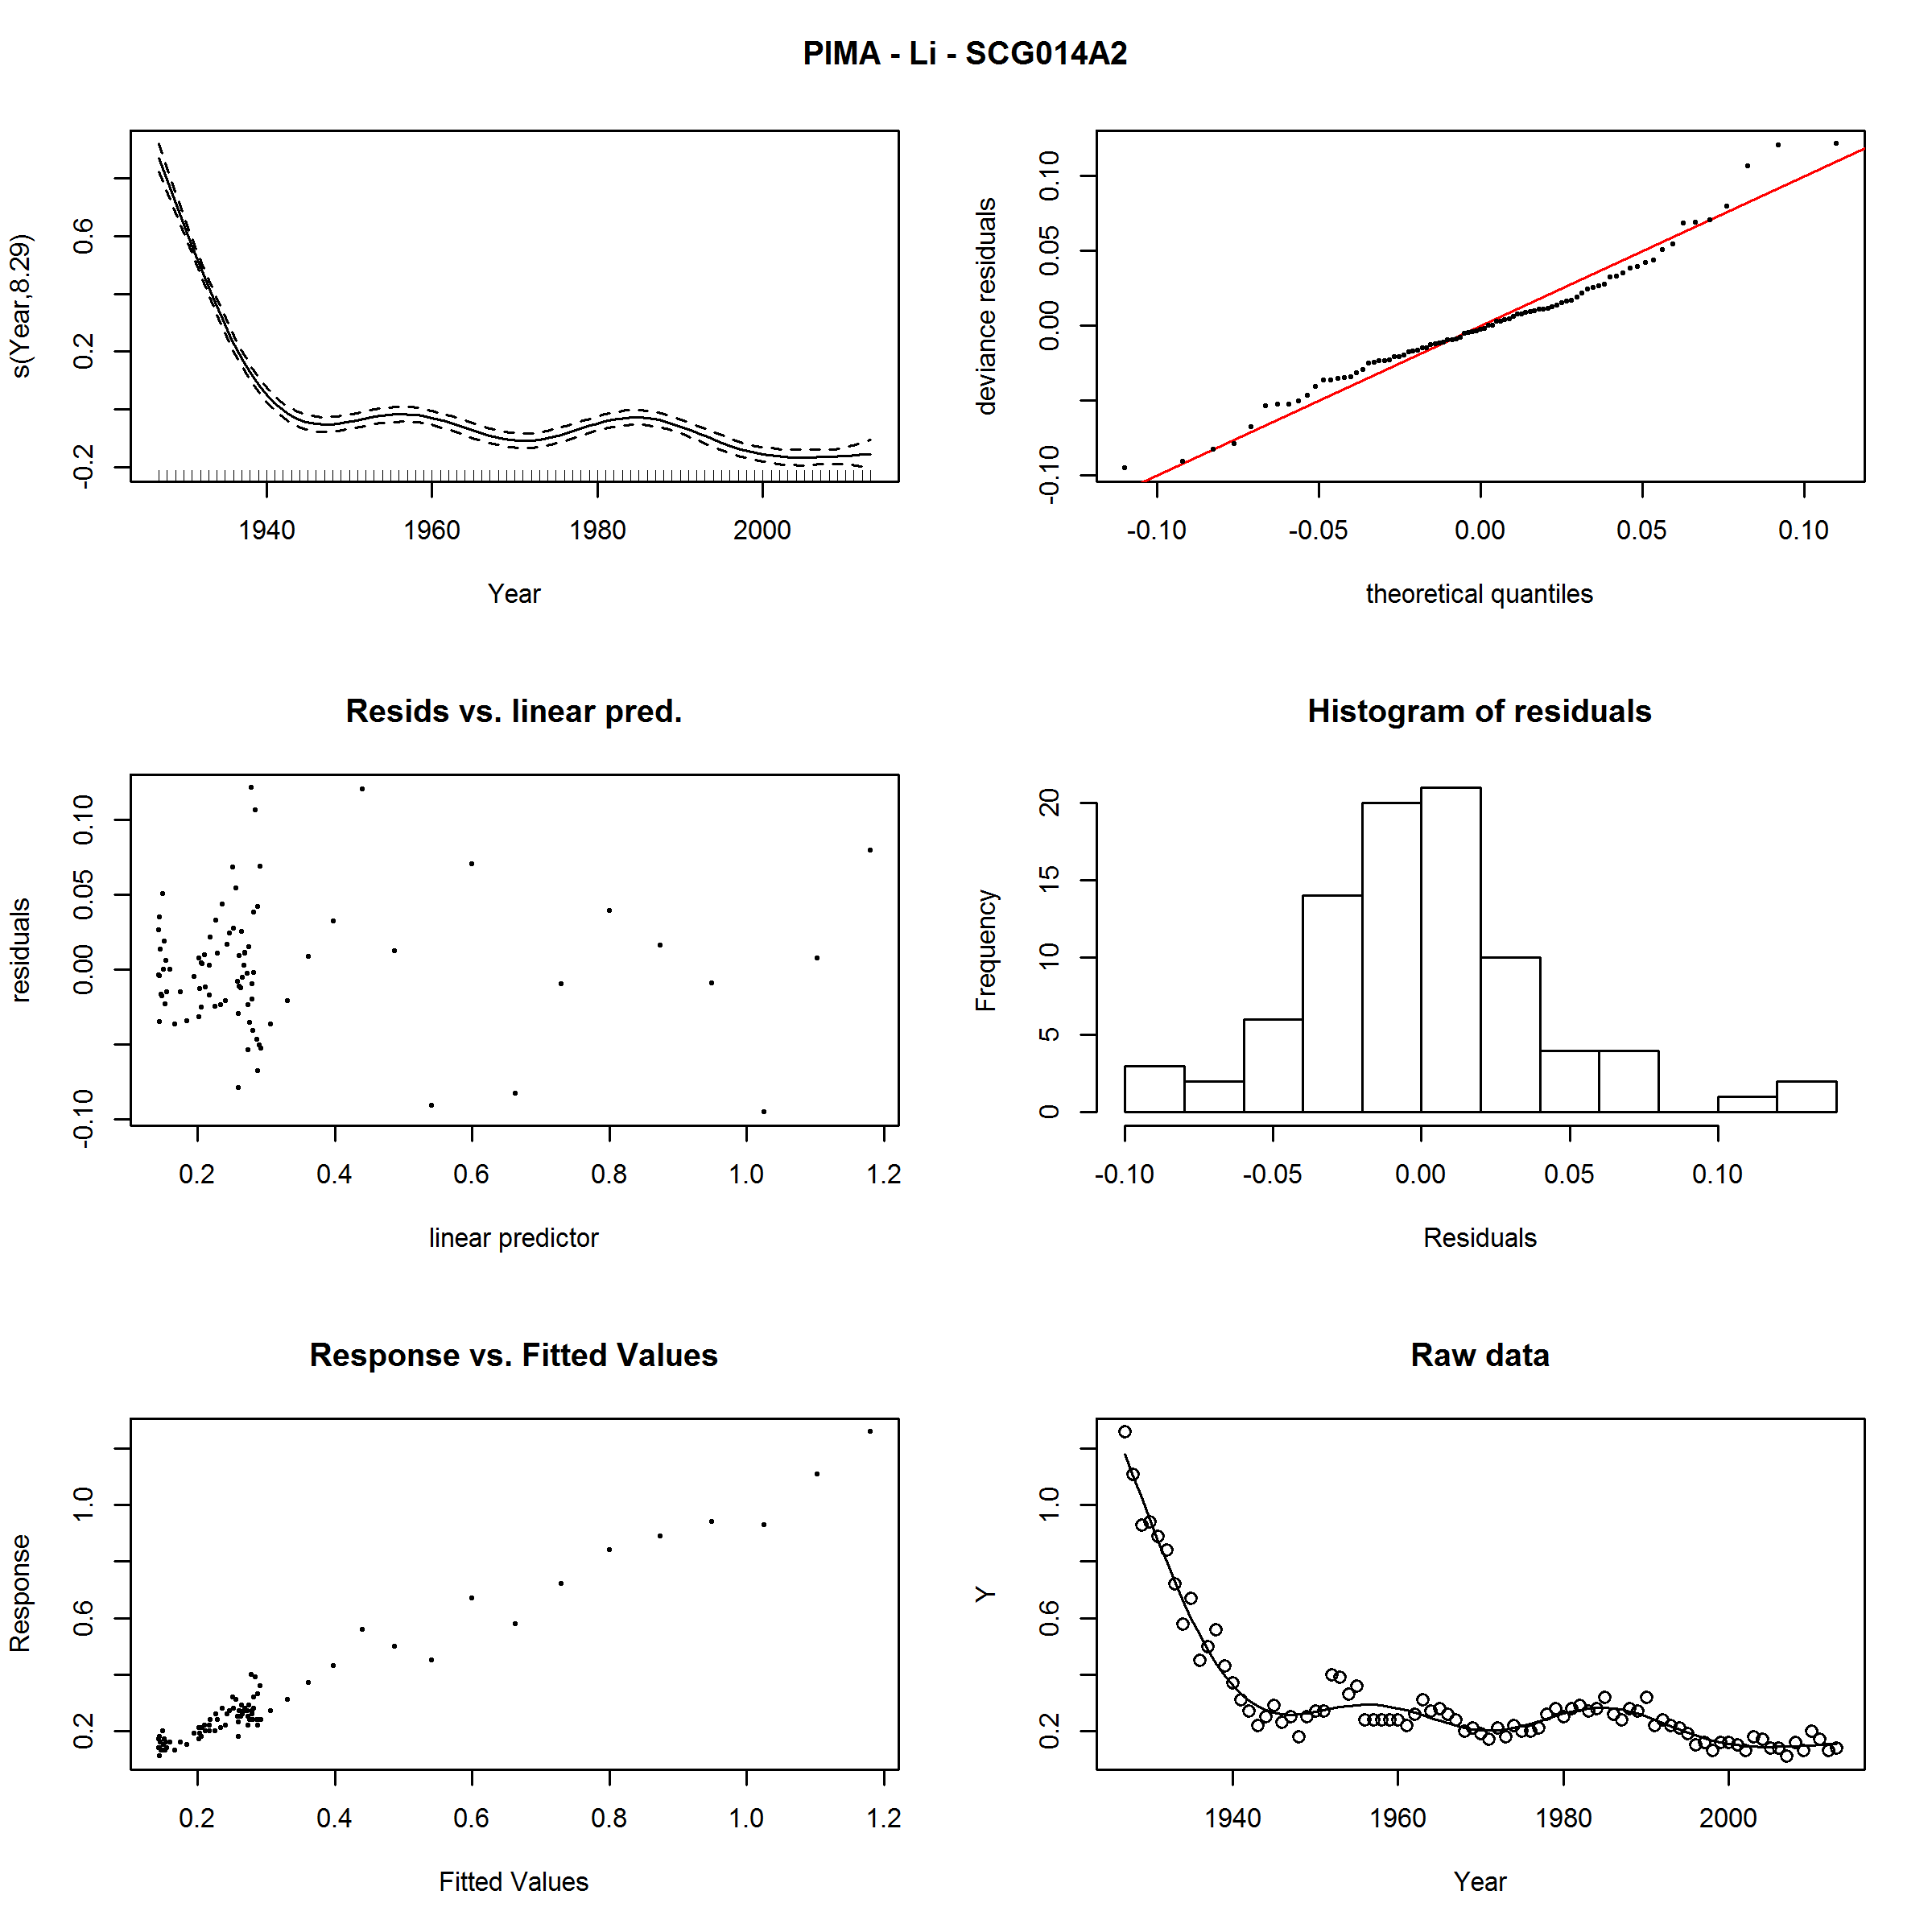 PIMA - Li - SCG014A2
s(Year,8.29)
-0.2 0.2 0.6
1940 1960 1980 2000
Year
deviance residuals
-0.10 0.00 0.05 0.10
-0.10 -0.05 0.00 0.05 0.10
theoretical quantiles
Resids vs. linear pred.
residuals
-0.10 0.00 0.05 0.10
0.2 0.4 0.6 0.8 1.0 1.2
linear predictor
Histogram of residuals
Frequency
0 5 10 15 20
-0.10 -0.05 0.00 0.05 0.10
Residuals
Response vs. Fitted Values
Response
0.2 0.6 1.0
0.2 0.4 0.6 0.8 1.0 1.2
Fitted Values
Raw data
Y
0.2 0.6 1.0
1940 1960 1980 2000
Year